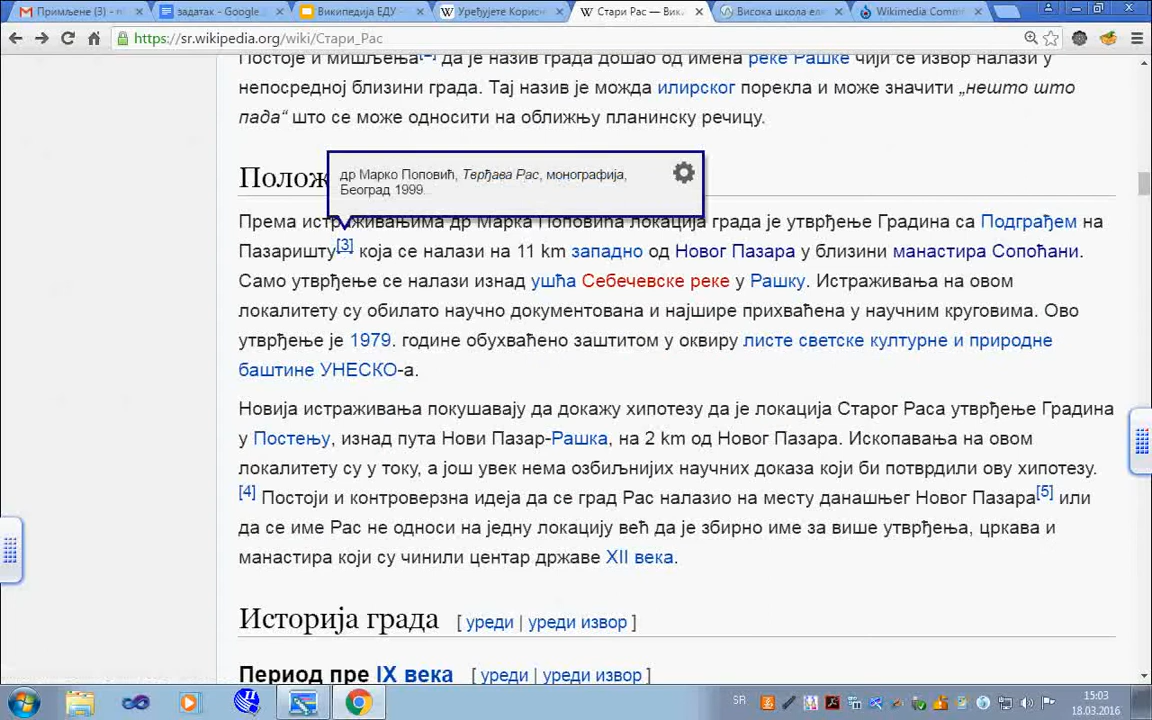 Примљене (3) - n
задатак - Google
Википедија ЕДУ
Уређујете Корисн
Стари Рас — Вик
Висока школа еле
Wikimedia Comm
https://sr.wikipedia.org/wiki/Стари_Рас
Постоје и мишљења да је назив града дошао од имена реке Рашке чији се извор налази у
непосредној близини града. Тај назив је можда илирског порекла и може значити „нешто што
пада“ што се може односити на оближњу планинску речицу.
Полож
др Марко Поповић, Тврђава Рас, монографија,
Београд 1999.
Према истраживањима др Марка Поповића локација града је утврђење Градина са Подграђем на
Пазаришту[3] која се налази на 11 km западно од Новог Пазара у близини манастира Сопоћани.
Само утврђење се налази изнад ушћа Себечевске реке у Рашку. Истраживања на овом
локалитету су обилато научно документована и најшире прихваћена у научним круговима. Ово
утврђење је 1979. године обухваћено заштитом у оквиру листе светске културне и природне
баштине УНЕСКО-а.
Новија истраживања покушавају да докажу хипотезу да је локација Старог Раса утврђење Градина
у Постењу, изнад пута Нови Пазар-Рашка, на 2 km од Новог Пазара. Ископавања на овом
локалитету су у току, а још увек нема озбиљнијих научних доказа који би потврдили ову хипотезу.
[4] Постоји и контроверзна идеја да се град Рас налазио на месту данашњег Новог Пазара[5] или
да се име Рас не односи на једну локацију већ да је збирно име за више утврђења, цркава и
манастира који су чинили центар државе XII века.
Историја града [ уреди | уреди извор ]
Период пре IX века [ уреди | уреди извор ]
SR
15:03
18.03.2016